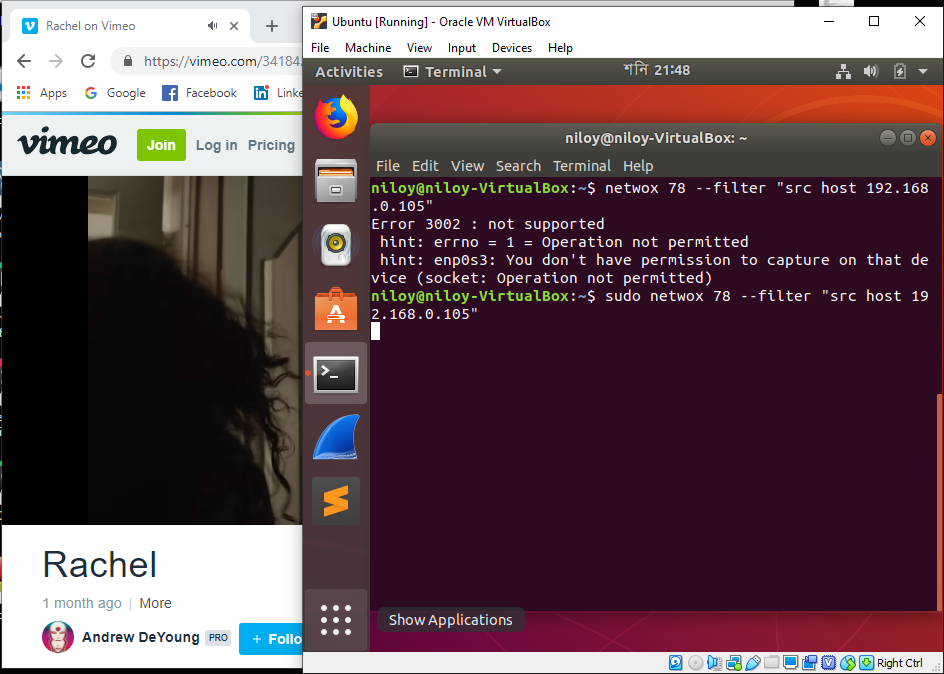 Rachel on Vimeo
https://vimeo.com/34184
Apps Google Facebook Linke
vimeo Join Log in Pricing
Rachel
1 month ago | More
Andrew DeYoung PRO + Follo
Ubuntu [Running] - Oracle VM VirtualBox
File Machine View Input Devices Help
Activities Terminal শনি 21:48
niloy@niloy-VirtualBox: ~
File Edit View Search Terminal Help
niloy@niloy-VirtualBox:~$ netwox 78 --filter "src host 192.168
.0.105"
Error 3002 : not supported
hint: errno = 1 = Operation not permitted
hint: enp0s3: You don't have permission to capture on that de
vice (socket: Operation not permitted)
niloy@niloy-VirtualBox:~$ sudo netwox 78 --filter "src host 19
2.168.0.105"
Show Applications
Right Ctrl